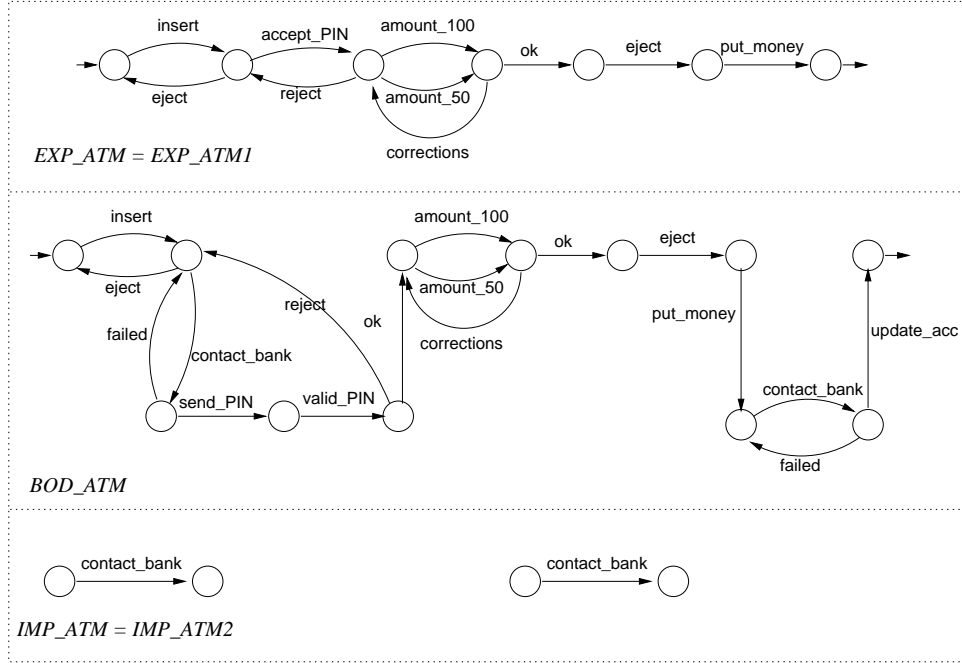 insert
accept_PIN
amount_100
ok
eject
put_money
eject
reject
amount_50
corrections
EXP_ATM = EXP_ATM1
insert
amount_100
ok
eject
eject
amount_50
reject
ok
put_money
failed
corrections
update_acc
contact_bank
send_PIN
valid_PIN
contact_bank
failed
BOD_ATM
contact_bank
contact_bank
IMP_ATM = IMP_ATM2